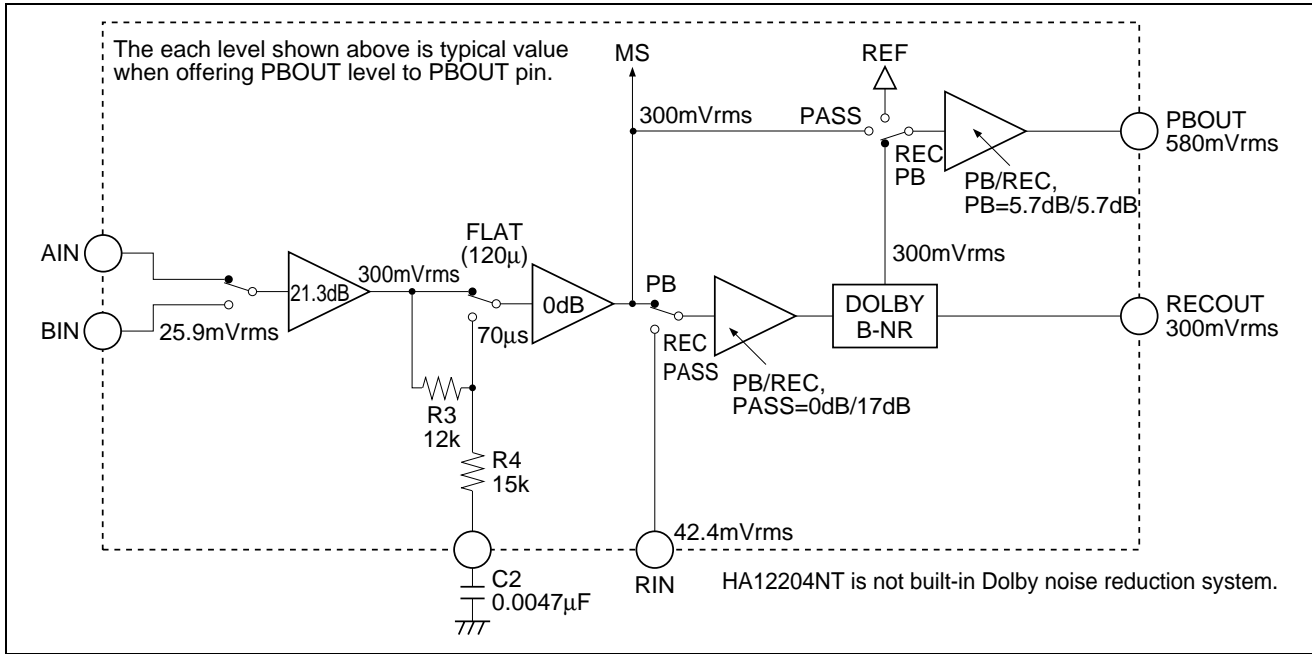 The each level shown above is typical value
when offering PBOUT level to PBOUT pin.
MS
REF
300mVrms
PASS
REC
PB
PBOUT
580mVrms
PB/REC,
PB=5.7dB/5.7dB
AIN
BIN
25.9mVrms
21.3dB
300mVrms
FLAT
(120µ)
70µs
0dB
PB
REC
PASS
PB/REC,
PASS=0dB/17dB
300mVrms
DOLBY
B-NR
RECOUT
300mVrms
R3
12k
R4
15k
C2
0.0047µF
42.4mVrms
RIN
HA12204NT is not built-in Dolby noise reduction system.